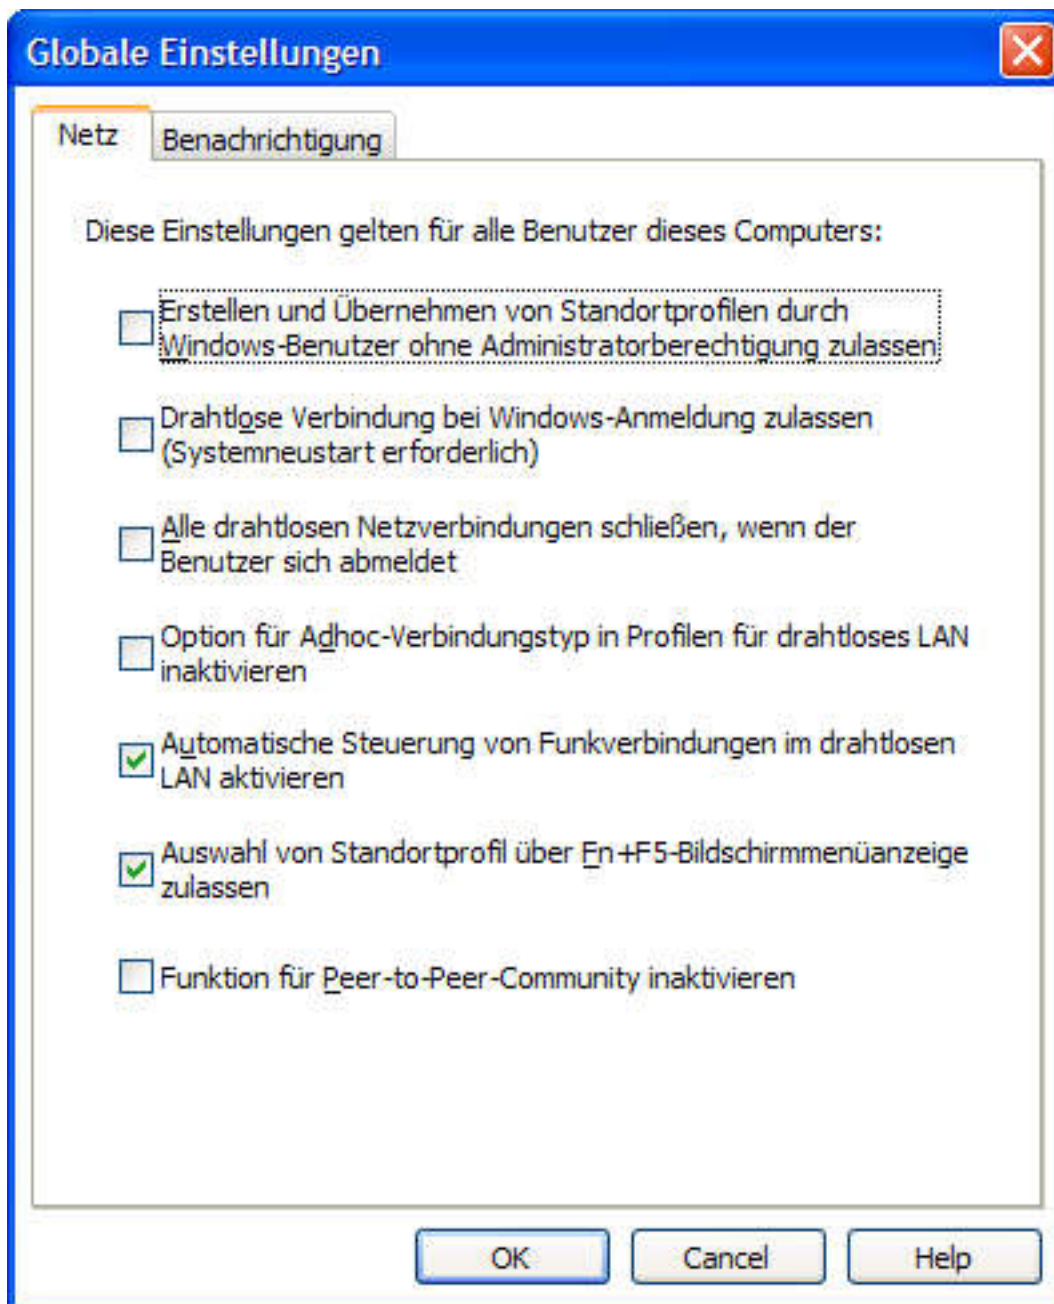 Globale Einstellungen
Netz
Benachrichtigung
Diese Einstellungen gelten für alle Benutzer dieses Computers:
Erstellen und Übernehmen von Standortprofilen durch
Windows-Benutzer ohne Administratorberechtigung zulassen
Drahtlose Verbindung bei Windows-Anmeldung zulassen
(Systemneustart erforderlich)
Alle drahtlosen Netzverbindungen schließen, wenn der
Benutzer sich abmeldet
Option für Adhoc-Verbindungstyp in Profilen für drahtloses LAN
inaktivieren
Automatische Steuerung von Funkverbindungen im drahtlosen
LAN aktivieren
Auswahl von Standortprofil über Fn+F5-Bildschirmmenüanzeige
zulassen
Funktion für Peer-to-Peer-Community inaktivieren
OK
Cancel
Help